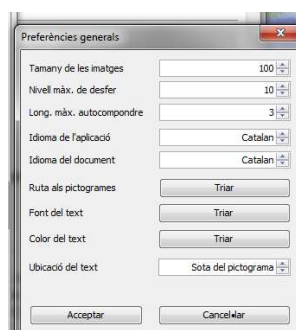 Preferències generals
Tamany de les imatges 100
Nivell màx. de desfer 10
Long. màx. autocompondre 3
Idioma de l'aplicació Catalan
Idioma del document Catalan
Ruta als pictogrames Triar
Font del text Triar
Color del text Triar
Ubicació del text Sota del pictograma
Acceptar Cancel•lar